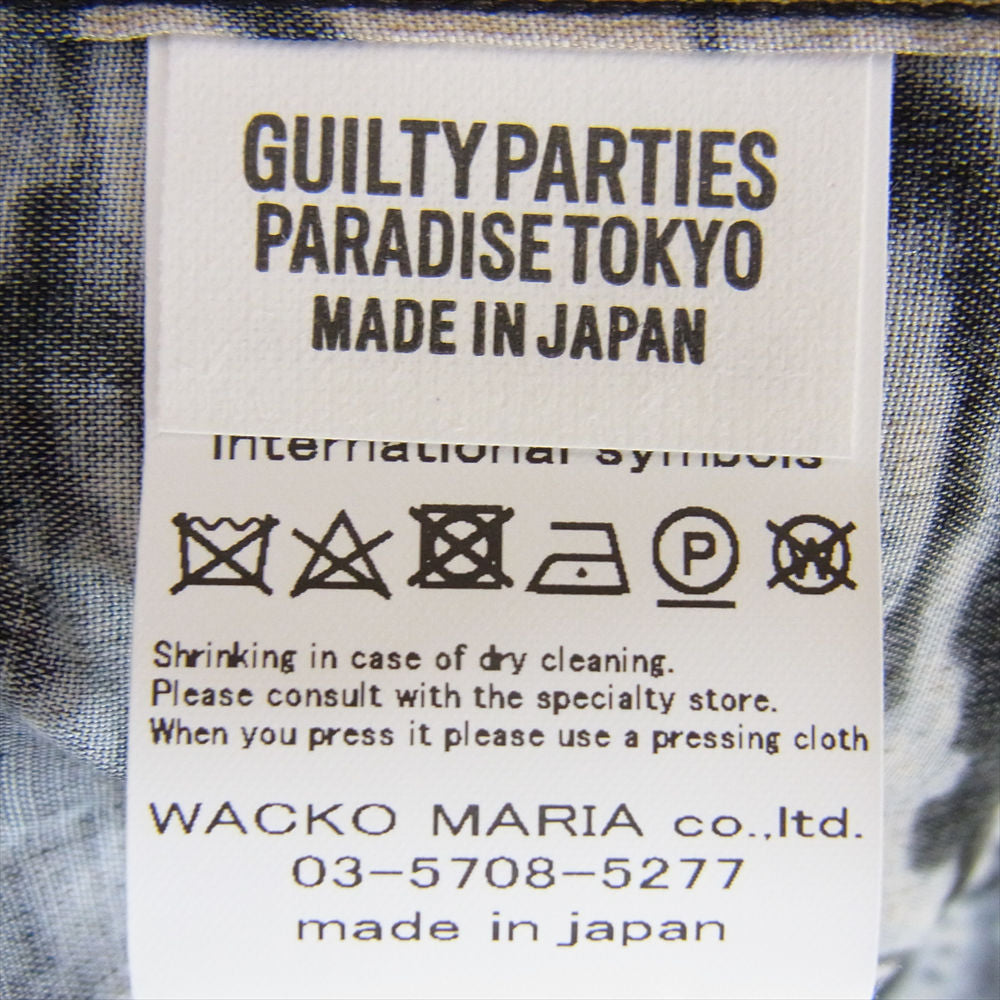 GUILTY PARTIES
PARADISE TOKYO
MADE IN JAPAN
International symbols
P
W
Shrinking in case of dry cleaning.
Please consult with the specialty store.
When you press it please use a pressing cloth
WACKO MARIA co.,ltd.
03-5708-5277
made in japan